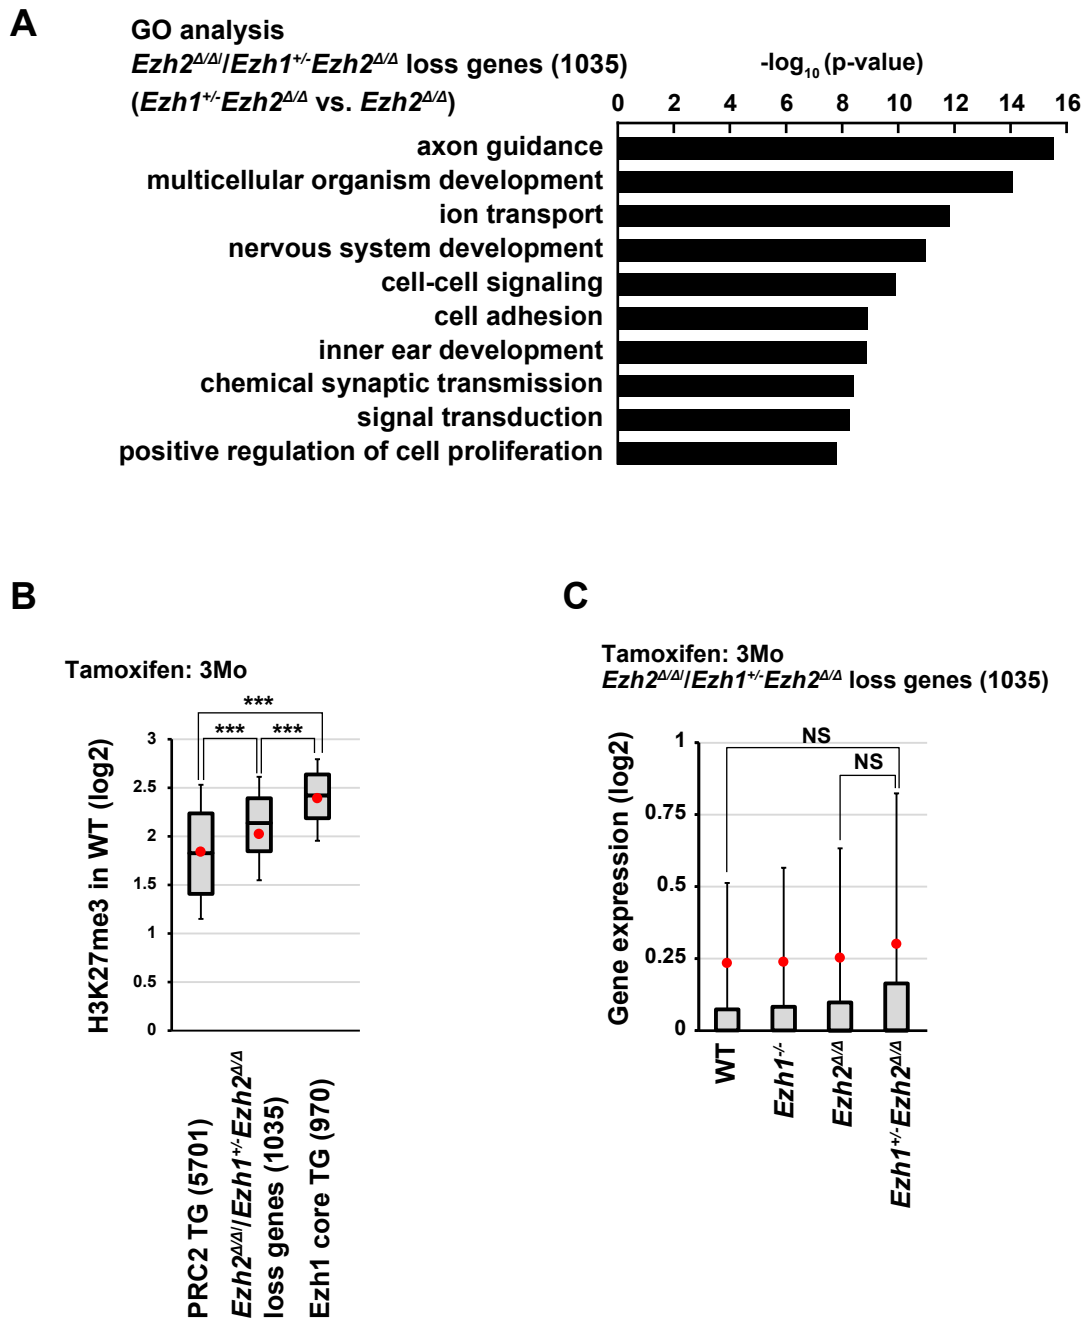 A
GO analysis
Ezh2Δ/Δ/Ezh1+/-Ezh2Δ/Δ loss genes (1035)
(Ezh1+/-Ezh2Δ/Δ vs. Ezh2Δ/Δ)
-log10 (p-value)
0 2 4 6 8 10 12 14 16
axon guidance
multicellular organism development
ion transport
nervous system development
cell-cell signaling
cell adhesion
inner ear development
chemical synaptic transmission
signal transduction
positive regulation of cell proliferation
B
Tamoxifen: 3Mo
H3K27me3 in WT (log2)
3
2.5
2
1.5
1
0.5
0
***
*** ***
PRC2 TG (5701)
Ezh2Δ/Δ/Ezh1+/-Ezh2Δ/Δ
loss genes (1035)
Ezh1 core TG (970)
C
Tamoxifen: 3Mo
Ezh2Δ/Δ/Ezh1+/-Ezh2Δ/Δ loss genes (1035)
Gene expression (log2)
1
0.75
0.5
0.25
0
NS
NS
WT
Ezh1-/-
Ezh2Δ/Δ
Ezh1+/-Ezh2Δ/Δ